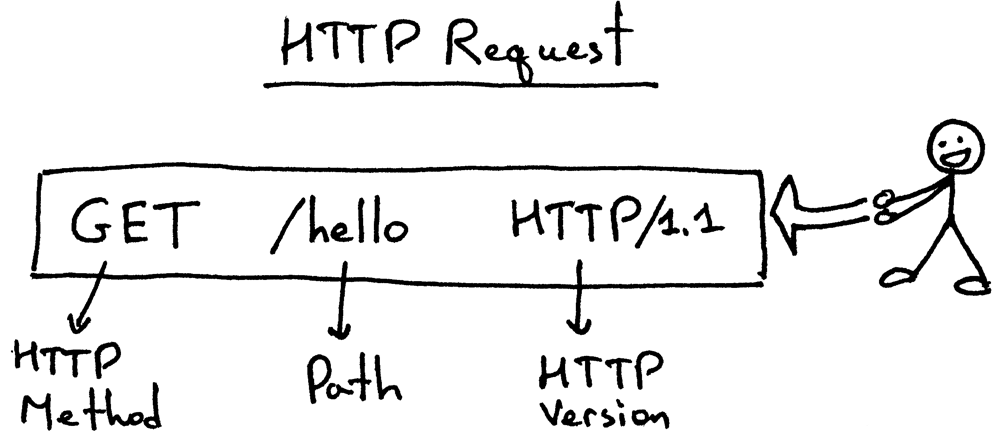 HTTP Request
GET /hello HTTP/1.1
HTTP Method
Path
HTTP Version